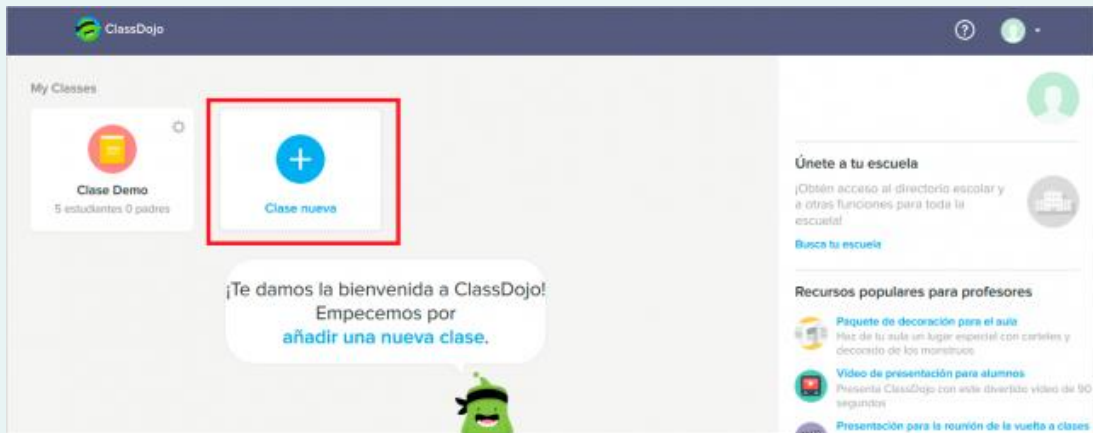 ClassDojo
My Classes
Clase Demo
5 estudiantes 0 padres
Clase nueva
¡Te damos la bienvenida a ClassDojo!
Empecemos por
añadir una nueva clase.
Únete a tu escuela
¡Obtén acceso al directorio escolar y
a otras funciones para toda la
escuela!
Busca tu escuela
Recursos populares para profesores
Paquete de decoración para el aula
Haz de tu aula un lugar especial con carteles y
decorado de los monstruos
Vídeo de presentación para alumnos
Presenta ClassDojo con este divertido vídeo de 90
segundos
Presentación para la reunión de la vuelta a clases